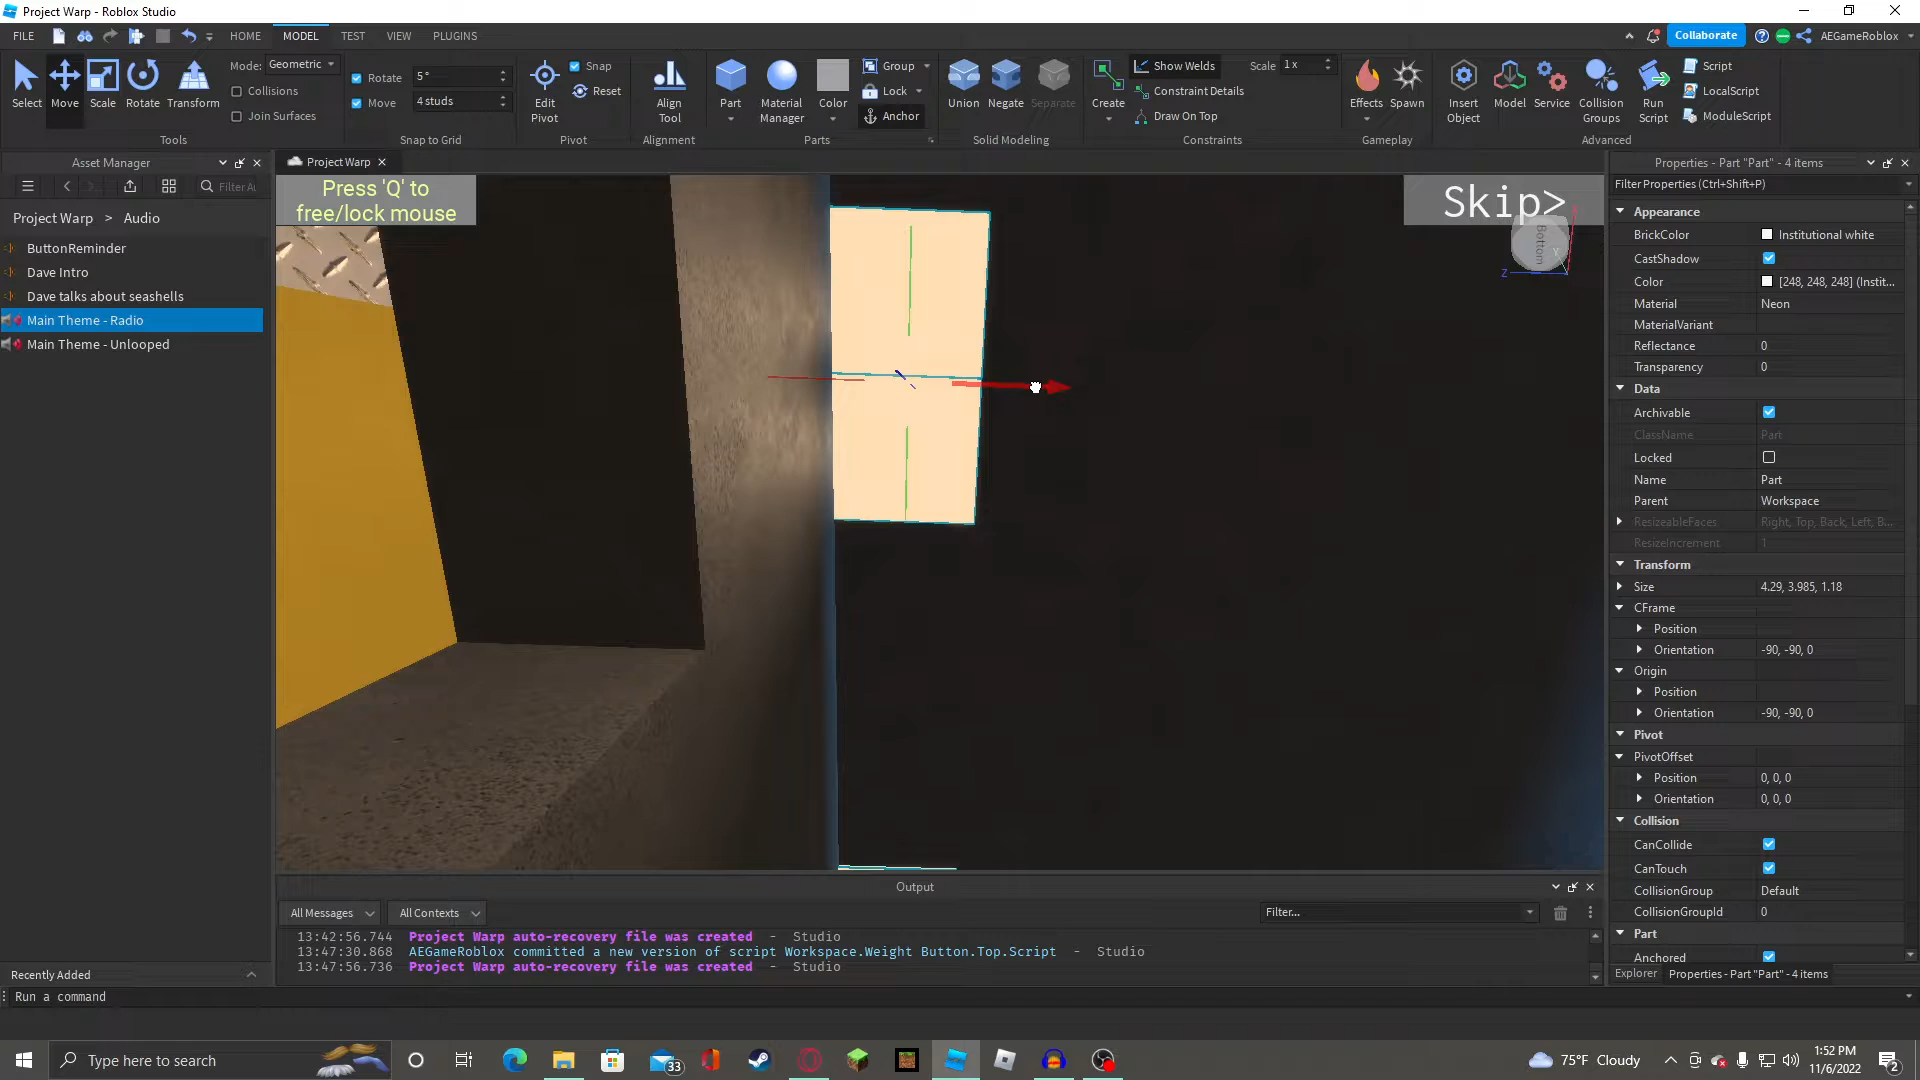 Project Warp - Roblox Studio
FILE HOME MODEL TEST VIEW PLUGINS Collaborate AEGameRoblox
Select Move Scale Rotate Transform
Tools
Mode: Geometric
Collisions
Join Surfaces
Rotate 5°
Move 4 studs
Snap to Grid
Edit Pivot
Snap
Reset
Pivot
Align Tool
Alignment
Part Material Manager Color
Group
Lock
Anchor
Parts
Union Negate Separate
Solid Modeling
Create
Show Welds Scale 1 x
Constraint Details
Draw On Top
Constraints
Effects Spawn
Gameplay
Insert Object Model Service Collision Groups Run Script
Script
LocalScript
ModuleScript
Advanced
Asset Manager
Filter As
Project Warp > Audio
ButtonReminder
Dave Intro
Dave talks about seashells
Main Theme - Radio
Main Theme - Unlooped
Recently Added
Project Warp
Press 'Q' to
free/lock mouse
Skip>
Bottom
Z
Output
All Messages All Contexts Filter...
13:42:56.744 Project Warp auto-recovery file was created - Studio
13:47:30.868 AEGameRoblox committed a new version of script Workspace.Weight Button.Top.Script - Studio
13:47:56.736 Project Warp auto-recovery file was created - Studio
Properties - Part "Part" - 4 items
Filter Properties (Ctrl+Shift+P)
Appearance
BrickColor Institutional white
CastShadow
Color [248, 248, 248] (Instit...
Material Neon
MaterialVariant
Reflectance 0
Transparency 0
Data
Archivable
ClassName Part
Locked
Name Part
Parent Workspace
ResizeableFaces Right, Top, Back, Left, B...
ResizeIncrement 1
Transform
Size 4.29, 3.985, 1.18
CFrame
Position
Orientation -90, -90, 0
Origin
Position
Orientation -90, -90, 0
Pivot
PivotOffset
Position 0, 0, 0
Orientation 0, 0, 0
Collision
CanCollide
CanTouch
CollisionGroup Default
CollisionGroupId 0
Part
Anchored
Explorer Properties - Part "Part" - 4 items
Run a command
Type here to search
33
75°F Cloudy
1:52 PM
11/6/2022
2